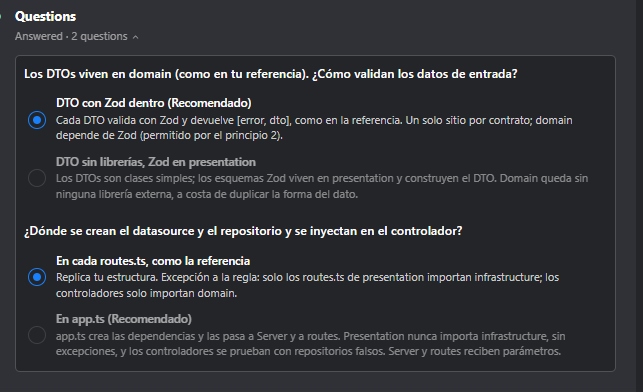 Questions
Answered · 2 questions
Los DTOs viven en domain (como en tu referencia). ¿Cómo validan los datos de entrada?
DTO con Zod dentro (Recomendado)
Cada DTO valida con Zod y devuelve [error, dto], como en la referencia. Un solo sitio por contrato; domain
depende de Zod (permitido por el principio 2).
DTO sin librerías, Zod en presentation
Los DTOs son clases simples; los esquemas Zod viven en presentation y construyen el DTO. Domain queda sin
ninguna librería externa, a costa de duplicar la forma del dato.
¿Dónde se crean el datasource y el repositorio y se inyectan en el controlador?
En cada routes.ts, como la referencia
Replica tu estructura. Excepción a la regla: solo los routes.ts de presentation importan infrastructure; los
controladores solo importan domain.
En app.ts (Recomendado)
app.ts crea las dependencias y las pasa a Server y a routes. Presentation nunca importa infrastructure, sin
excepciones, y los controladores se prueban con repositorios falsos. Server y routes reciben parámetros.